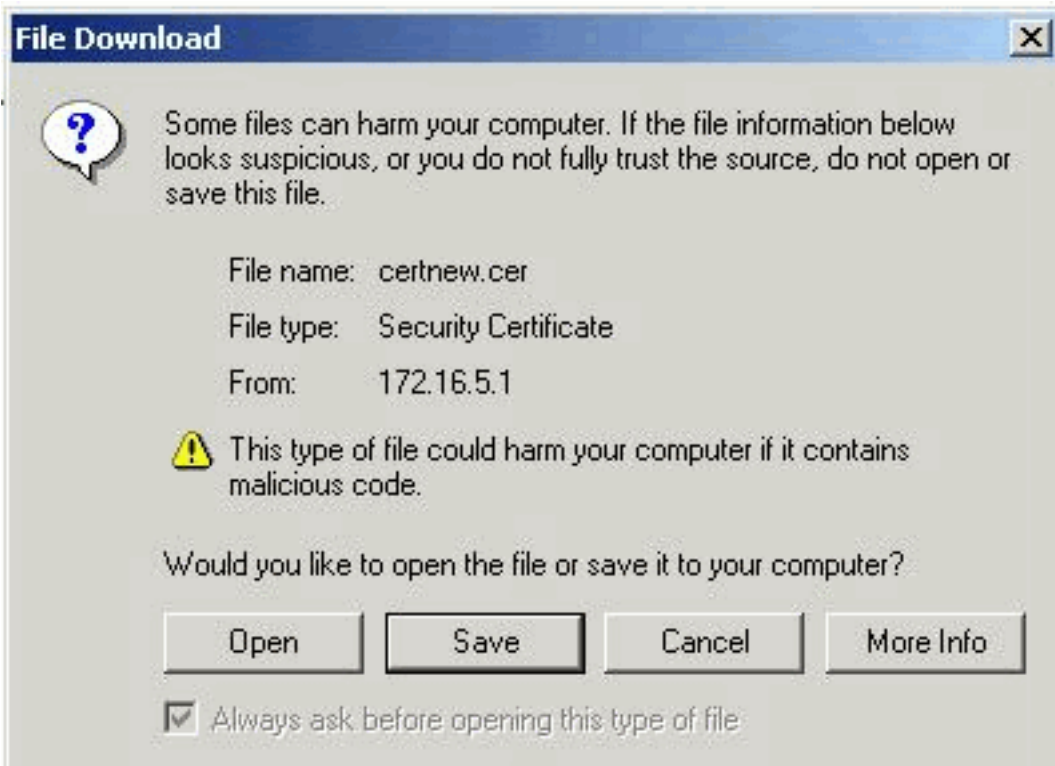 File Download
Some files can harm your computer. If the file information below
looks suspicious, or you do not fully trust the source, do not open or
save this file.
File name: certnew.cer
File type: Security Certificate
From: 172.16.5.1
This type of file could harm your computer if it contains
malicious code.
Would you like to open the file or save it to your computer?
Open Save Cancel More Info
Always ask before opening this type of file